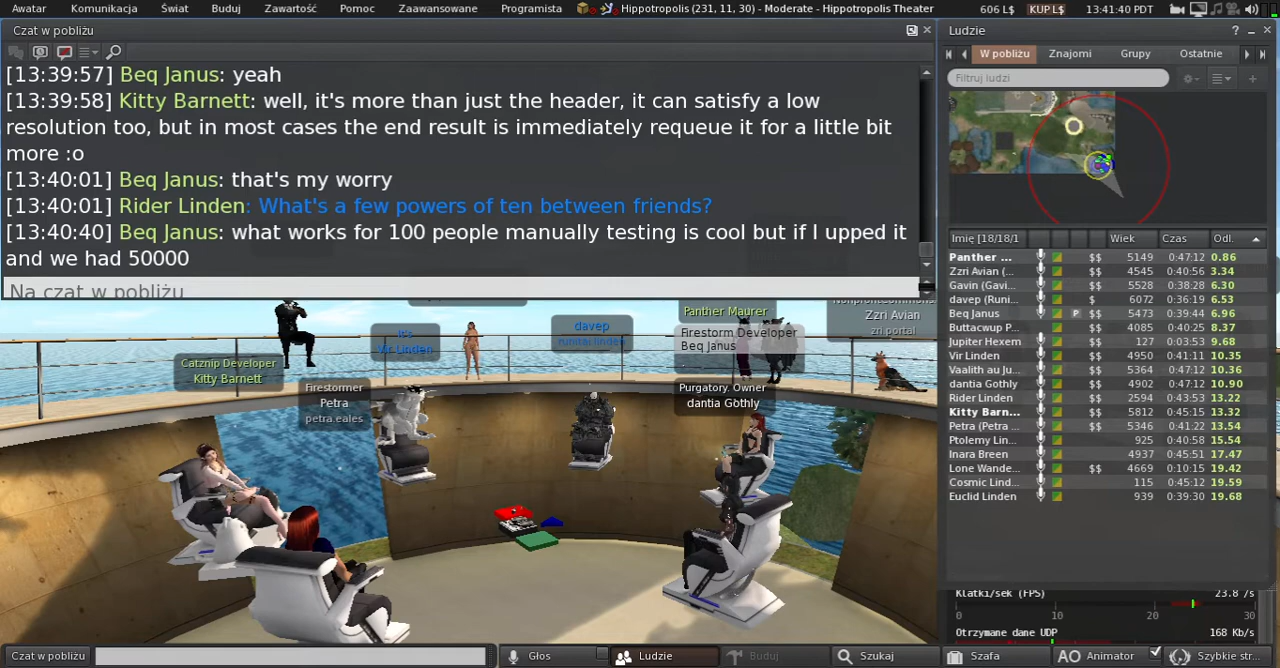 Awatar Komunikacja Świat Buduj Zawartość Pomoc Zaawansowane Programista Hippotropolis (231, 11, 30) - Moderate - Hippotropolis Theater 606 L$ KUP L$ 13:41:40 PDT
Czat w pobliżu
[13:39:57] Beq Janus: yeah
[13:39:58] Kitty Barnett: well, it's more than just the header, it can satisfy a low
resolution too, but in most cases the end result is immediately requeue it for a little bit
more :o
[13:40:01] Beq Janus: that's my worry
[13:40:01] Rider Linden: What's a few powers of ten between friends?
[13:40:40] Beq Janus: what works for 100 people manually testing is cool but if I upped it
and we had 50000
Na czat w pobliżu
Panther Maurer
Zzri Avian
zri portal
It's
Vir Linden
davep
runitai linden
Firestorm Developer
Beq Janus
Catznip Developer
Kitty Barnett
Firestormer
Petra
petra.eales
Purgatory. Owner
dantia Gothly
Ludzie
? _ ×
W pobliżu Znajomi Grupy Ostatnie
Filtruj ludzi
Imię [18/18/1 Wiek Czas Odl.
Panther ... $$ 5149 0:47:12 0.86
Zzri Avian (... $$ 4545 0:40:56 3.34
Gavin (Gavi... $$ 5528 0:38:28 6.30
davep (Runi... $ 6072 0:36:19 6.53
Beq Janus P $$ 5473 0:39:44 6.96
Buttacwup P... $$ 4085 0:40:25 8.37
Jupiter Hexem 127 0:03:53 9.68
Vir Linden $$ 4950 0:41:11 10.35
Vaalith au Ju... $$ 5364 0:47:12 10.36
dantia Gothly $$ 4902 0:47:12 10.90
Rider Linden 2594 0:43:53 13.22
Kitty Barn... $$ 5812 0:45:15 13.32
Petra (Petra ... $$ 5346 0:41:22 13.54
Ptolemy Lin... 925 0:40:58 15.54
Inara Breen 4937 0:45:51 17.47
Lone Wande... $$ 4669 0:10:15 19.42
Cosmic Lind... 115 0:45:12 19.59
Euclid Linden 939 0:39:30 19.68
Klatki/sek (FPS) 23.8 /s
0 10 20 30
Otrzymane dane UDP 168 Kb/s
Czat w pobliżu Głos Ludzie Buduj Szukaj Szafa AO Animator Szybkie str...